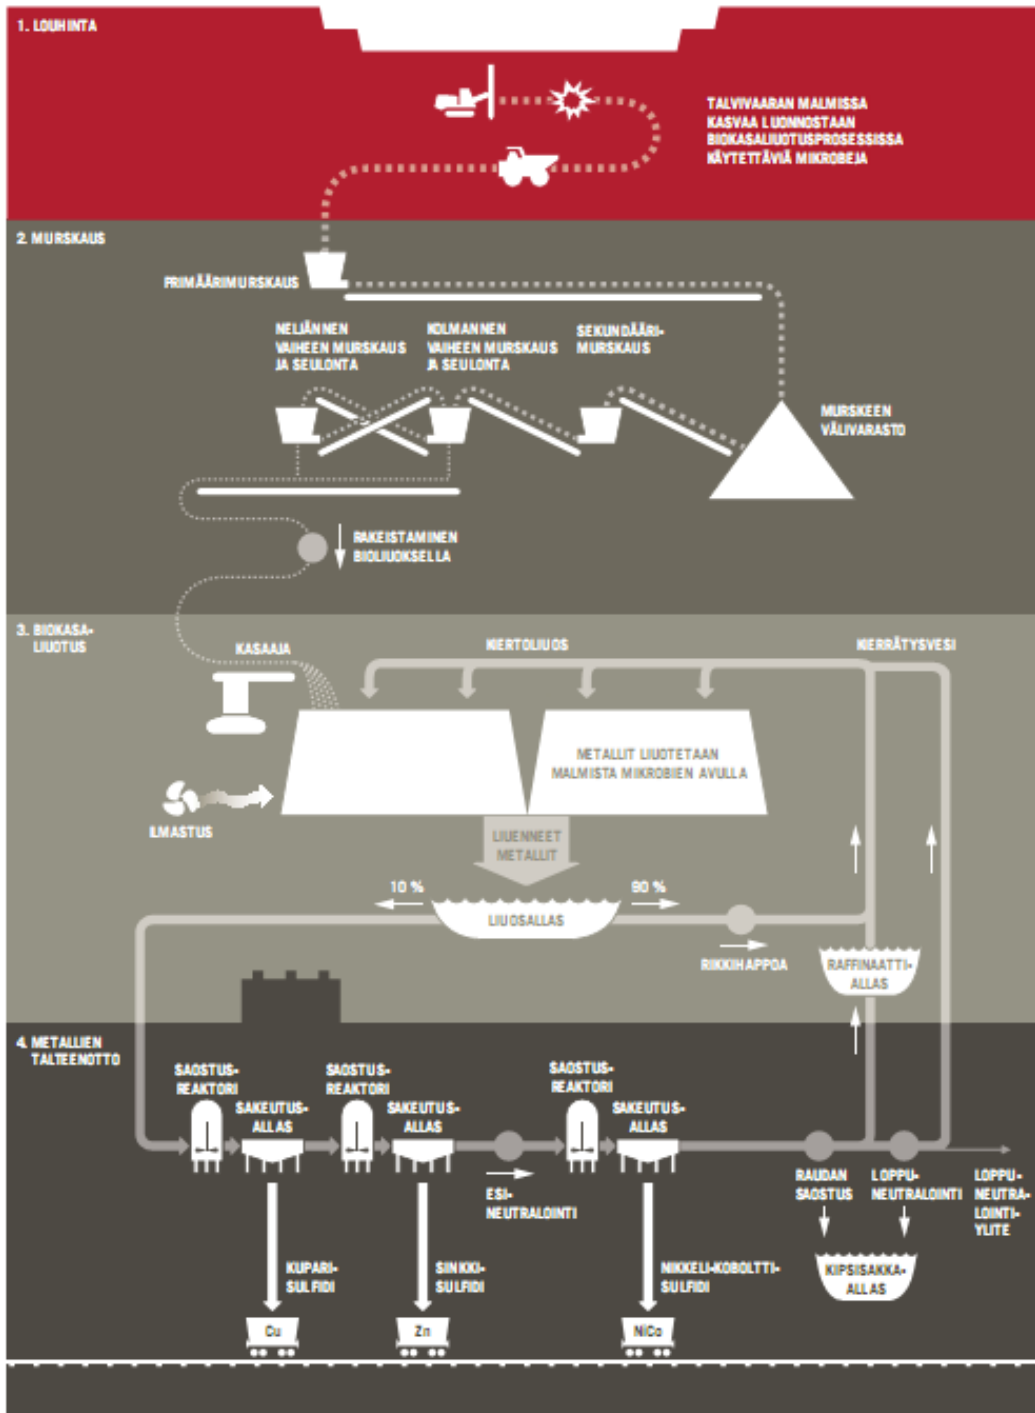 1. LOUHINTA
TALVIVAARAN MALMISSA
KASVAA LUONNOSTAAN
BIOKASALIUOTUSPROSESSISSA
KÄYTETTÄVIÄ MIKROBEJA
2. MURSKAUS
PRIMÄÄRIMURSKAUS
NELJÄNNEN
VAIHEEN MURSKAUS
JA SEULONTA
KOLMANNEN
VAIHEEN MURSKAUS
JA SEULONTA
SEKUNDÄÄRI-
MURSKAUS
MURSKEEN
VÄLIVARASTO
RAKEISTAMINEN
BIOLIUOKSELLA
3. BIOKASA-
LIUOTUS
KASAAJA
KIERTOLIUOS
KIERRÄTYSVESI
METALLIT LIUOTETAAN
MALMISTA MIKROBIEN AVULLA
ILMASTUS
LIUENNEET
METALLIT
10 %
90 %
LIUOSALLAS
RIKKIHAPPOA
RAFFINAATTI-
ALLAS
4. METALLIEN
TALTEENOTTO
SAOSTUS-
REAKTORI
SAKEUTUS-
ALLAS
SAOSTUS-
REAKTORI
SAKEUTUS-
ALLAS
SAOSTUS-
REAKTORI
SAKEUTUS-
ALLAS
ESI-
NEUTRALOINTI
RAUDAN
SAOSTUS
LOPPU-
NEUTRALOINTI
LOPPU-
NEUTRA-
LOINTI-
YLITE
KUPARI-
SULFIDI
SINKKI-
SULFIDI
NIKKELI-KOBOLTTI-
SULFIDI
KIPSISAKKA-
ALLAS
Cu
Zn
NiCo